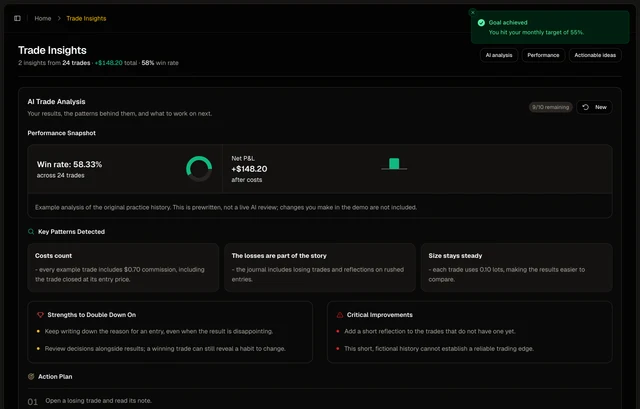 Home > Trade Insights
Goal achieved
You hit your monthly target of 55%.
Trade Insights
2 insights from 24 trades · +$148.20 total · 58% win rate
AI analysis
Performance
Actionable ideas
AI Trade Analysis
Your results, the patterns behind them, and what to work on next.
9/10 remaining
New
Performance Snapshot
Win rate: 58.33%
across 24 trades
Net P&L
+$148.20
after costs
Example analysis of the original practice history. This is prewritten, not a live AI review; changes you make in the demo are not included.
Key Patterns Detected
Costs count
- every example trade includes $0.70 commission, including
the trade closed at its entry price.
The losses are part of the story
- the journal includes losing trades and reflections on rushed
entries.
Size stays steady
- each trade uses 0.10 lots, making the results easier to
compare.
Strengths to Double Down On
Keep writing down the reason for an entry, even when the result is disappointing.
Review decisions alongside results; a winning trade can still reveal a habit to change.
Critical Improvements
Add a short reflection to the trades that do not have one yet.
This short, fictional history cannot establish a reliable trading edge.
Action Plan
01 Open a losing trade and read its note.